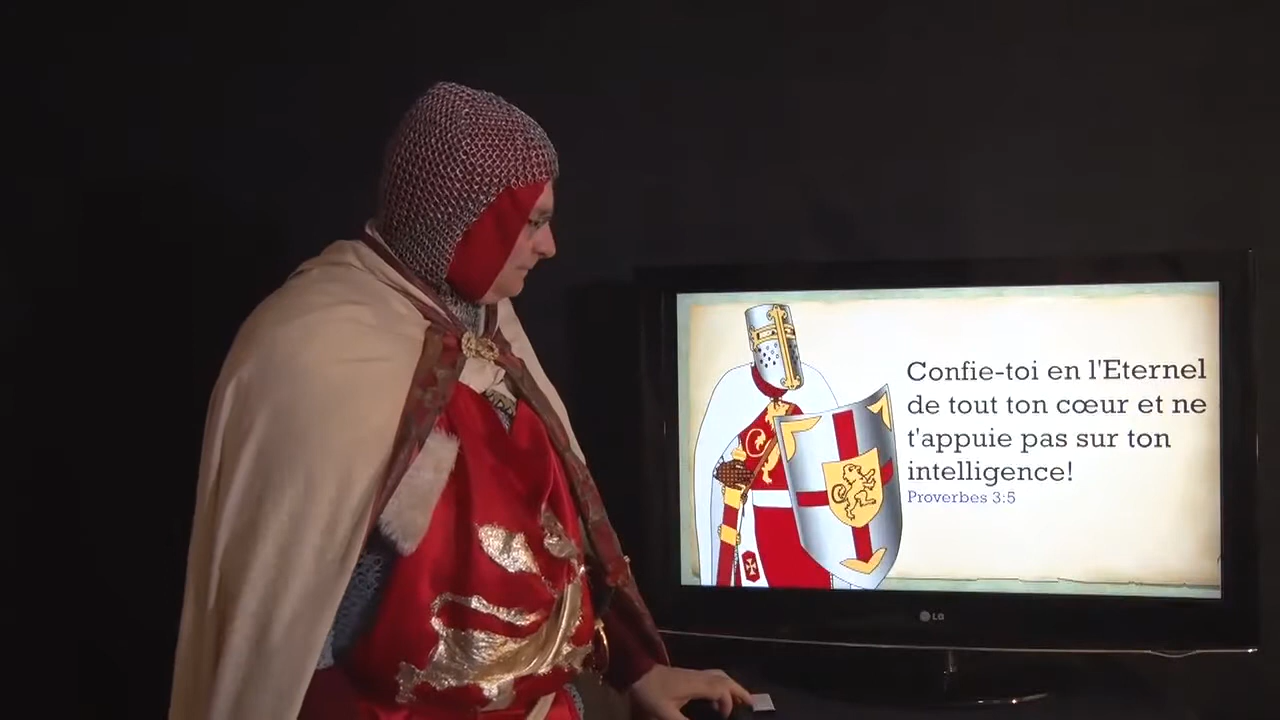 Confie-toi en l'Eternel
de tout ton cœur et ne
t'appuie pas sur ton
intelligence!
Proverbes 3:5
LG